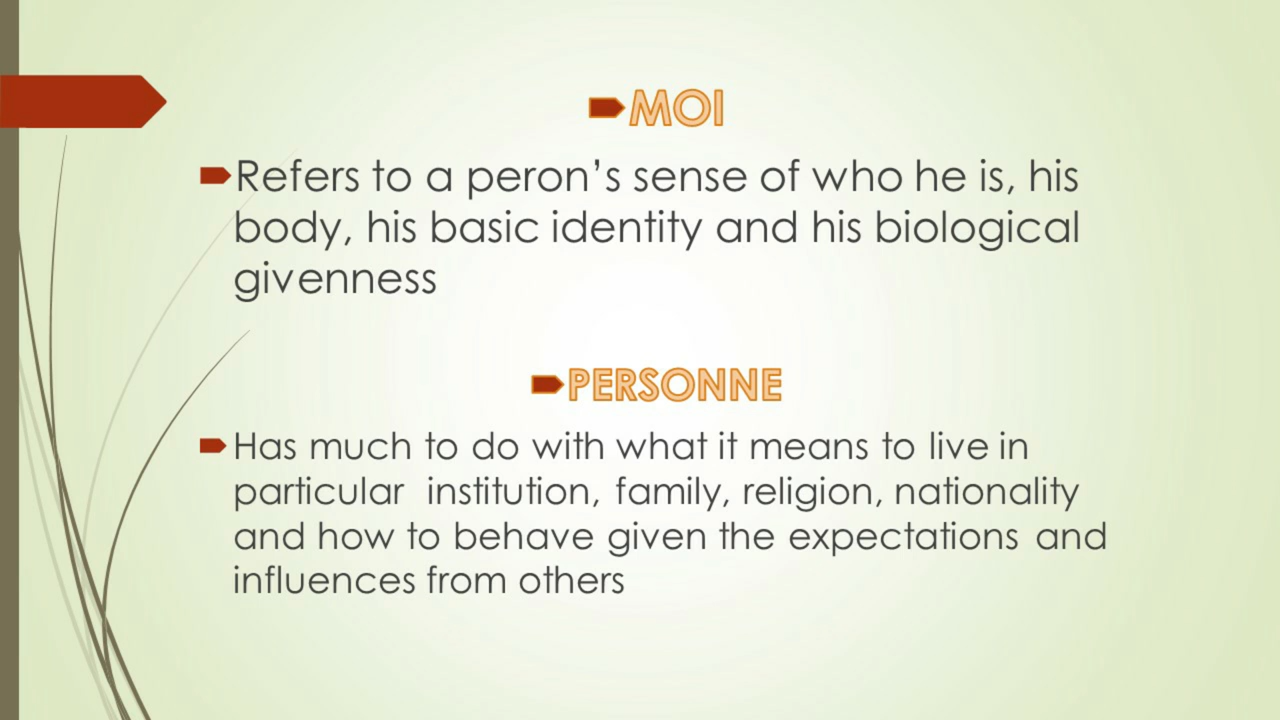 MOI
Refers to a peron’s sense of who he is, his
body, his basic identity and his biological
givenness
PERSONNE
Has much to do with what it means to live in
particular institution, family, religion, nationality
and how to behave given the expectations and
influences from others